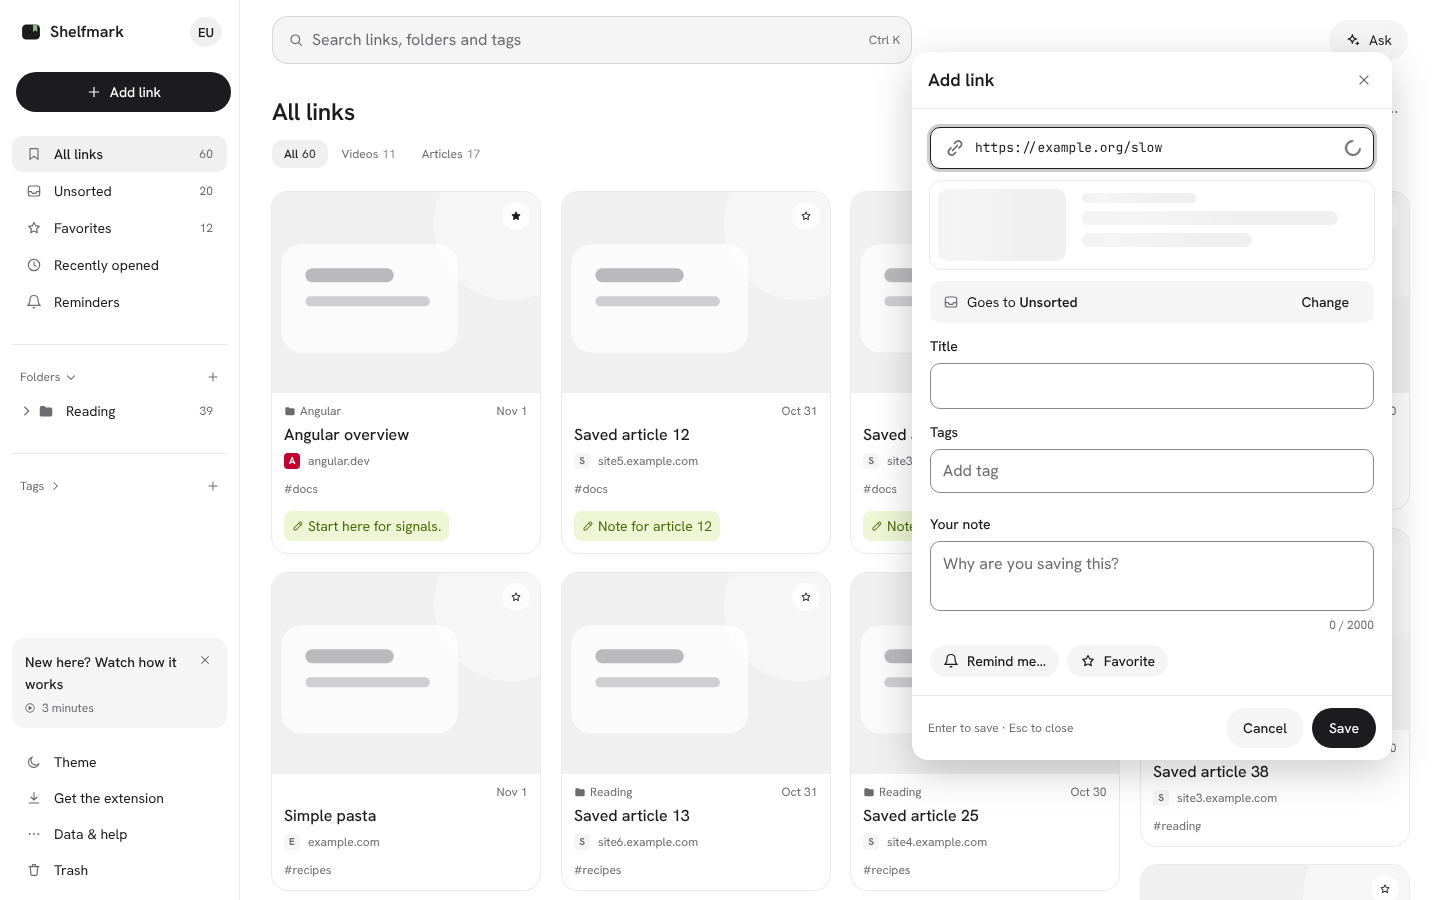 Shelfmark
EU
Add link
All links 60
Unsorted 20
Favorites 12
Recently opened
Reminders
Folders
Reading 39
Tags
New here? Watch how it
works
3 minutes
Theme
Get the extension
Data & help
Trash
Search links, folders and tags Ctrl K
Ask
All links
All 60 Videos 11 Articles 17
Angular Nov 1
Angular overview
A angular.dev
#docs
Start here for signals.
Oct 31
Saved article 12
S site5.example.com
#docs
Note for article 12
Saved
S site3
#docs
Note
Nov 1
Simple pasta
E example.com
#recipes
Reading Oct 31
Saved article 13
S site6.example.com
#recipes
Reading Oct 30
Saved article 25
S site4.example.com
#recipes
Saved article 38
S site3.example.com
#reading
Add link
https://example.org/slow
Goes to Unsorted Change
Title
Tags
Add tag
Your note
Why are you saving this?
0 / 2000
Remind me... Favorite
Enter to save · Esc to close Cancel Save